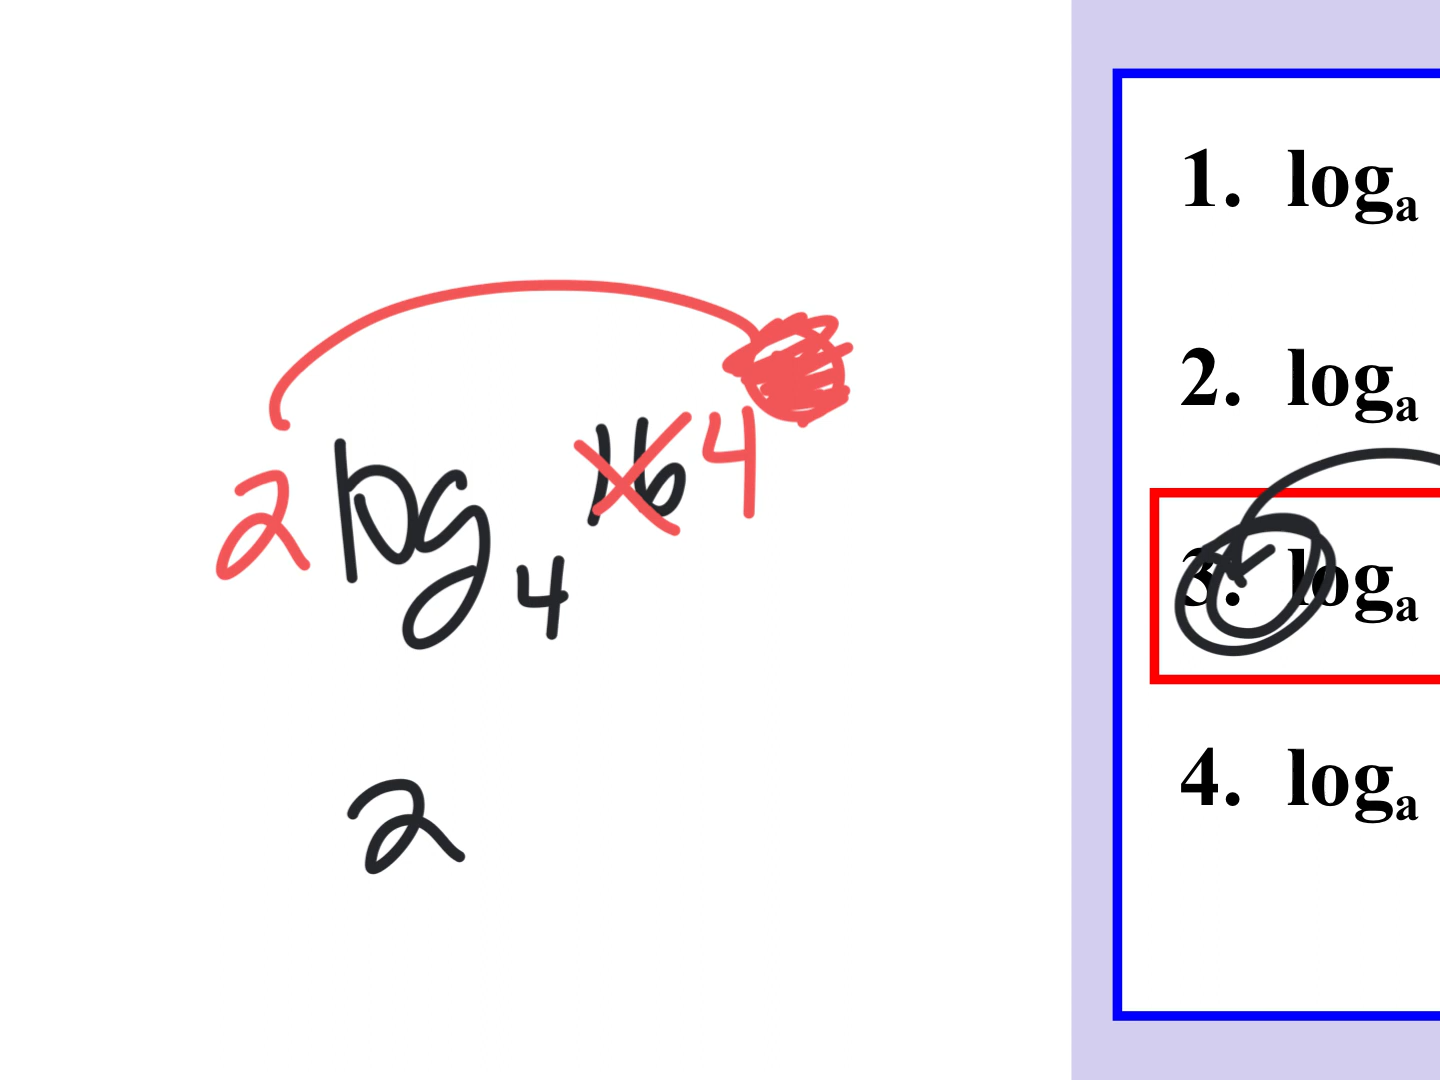 2 log₄ 16 4
2
1. logₐ
2. logₐ
3. logₐ
4. logₐ